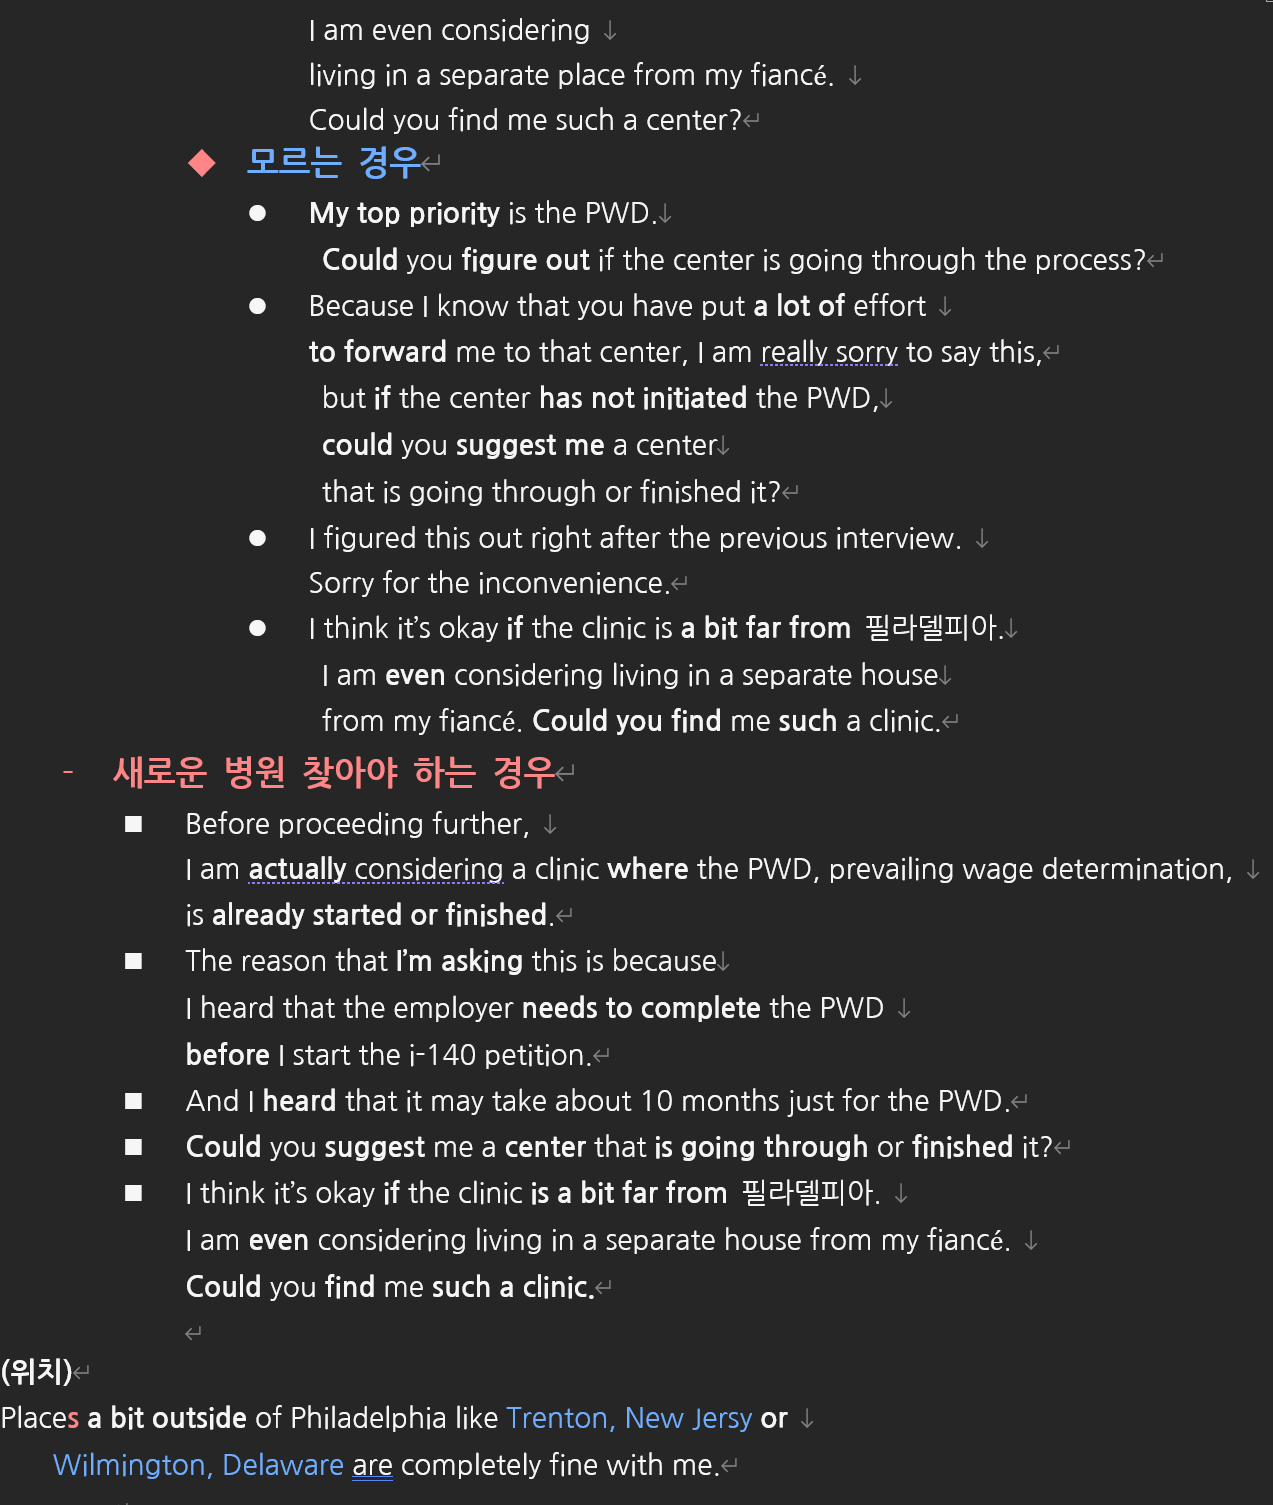 I am even considering ↓
living in a separate place from my fiancé. ↓
Could you find me such a center?↵
◆ 모르는 경우↵
● My top priority is the PWD.↓
Could you figure out if the center is going through the process?↵
● Because I know that you have put a lot of effort ↓
to forward me to that center, I am really sorry to say this,↵
but if the center has not initiated the PWD,↓
could you suggest me a center↓
that is going through or finished it?↵
● I figured this out right after the previous interview. ↓
Sorry for the inconvenience.↵
● I think it’s okay if the clinic is a bit far from 필라델피아.↓
I am even considering living in a separate house↓
from my fiancé. Could you find me such a clinic.↵
- 새로운 병원 찾아야 하는 경우↵
■ Before proceeding further, ↓
I am actually considering a clinic where the PWD, prevailing wage determination, ↓
is already started or finished.↵
■ The reason that I’m asking this is because↓
I heard that the employer needs to complete the PWD ↓
before I start the i-140 petition.↵
■ And I heard that it may take about 10 months just for the PWD.↵
■ Could you suggest me a center that is going through or finished it?↵
■ I think it’s okay if the clinic is a bit far from 필라델피아. ↓
I am even considering living in a separate house from my fiancé. ↓
Could you find me such a clinic.↵
↵
(위치)↵
Places a bit outside of Philadelphia like Trenton, New Jersy or ↓
Wilmington, Delaware are completely fine with me.↵